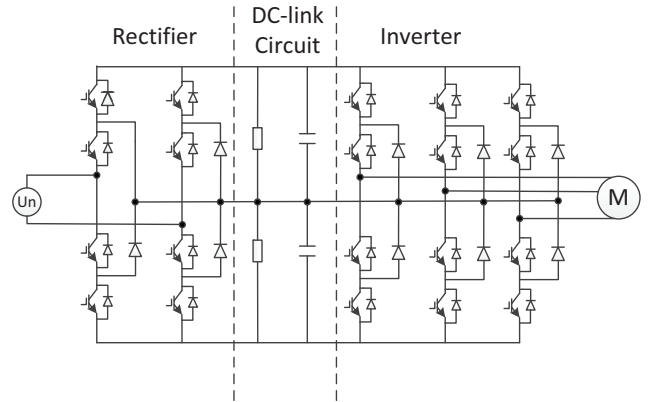 Rectifier
DC-link
Circuit
Inverter
Un
M